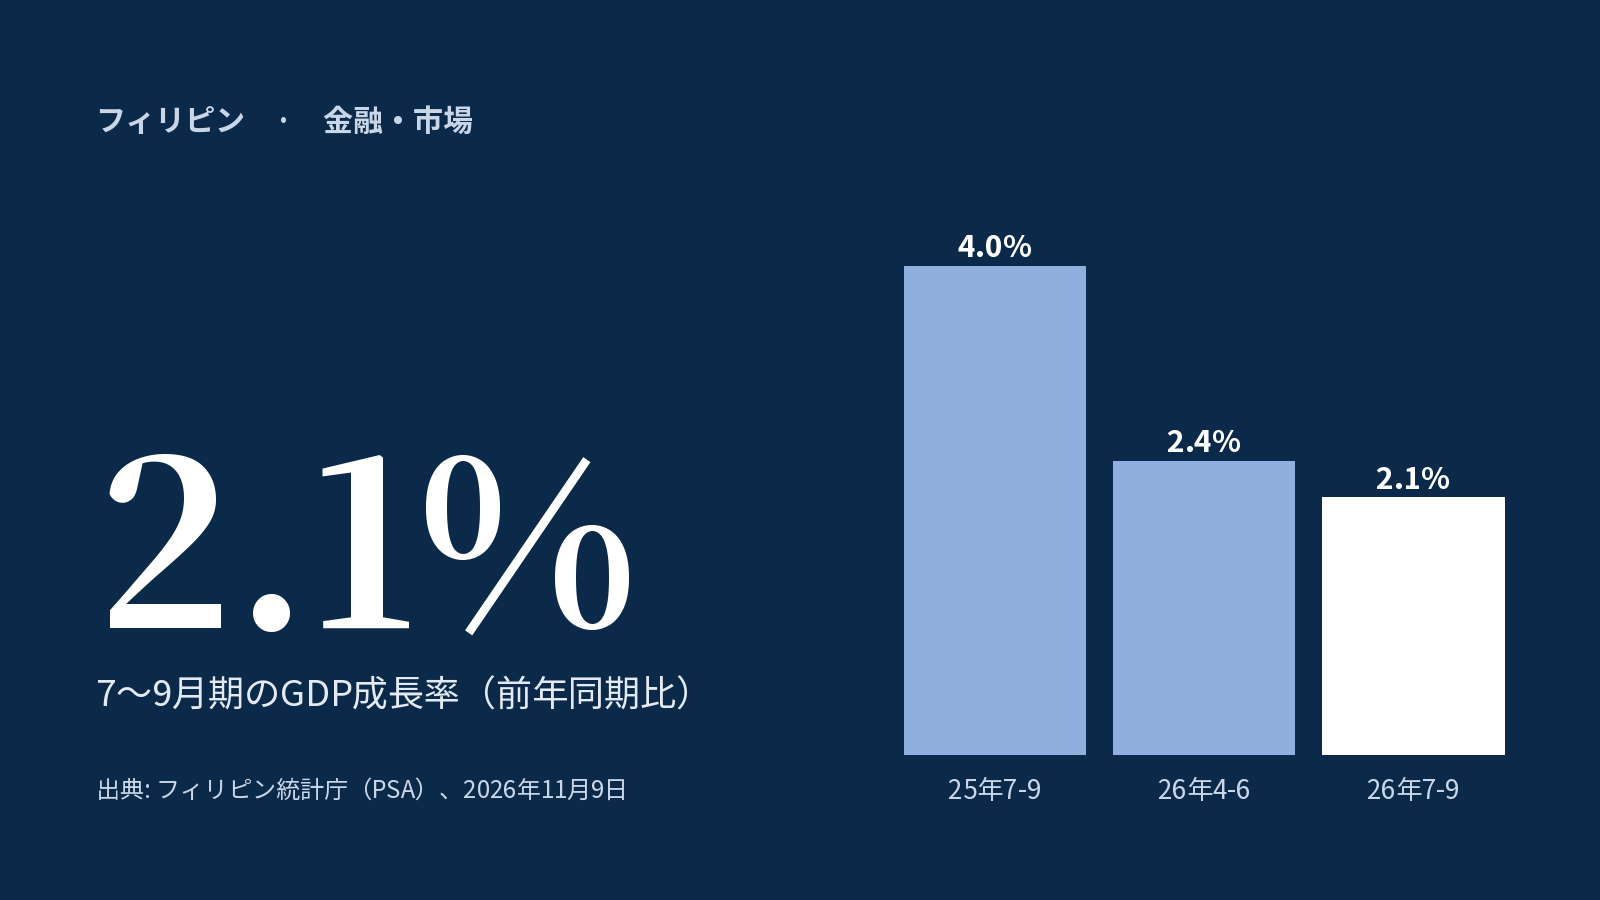 フィリピン · 金融・市場
2.1%
7〜9月期のGDP成長率（前年同期比）
出典: フィリピン統計庁（PSA）、2026年11月9日
4.0%
2.4%
2.1%
25年7-9
26年4-6
26年7-9